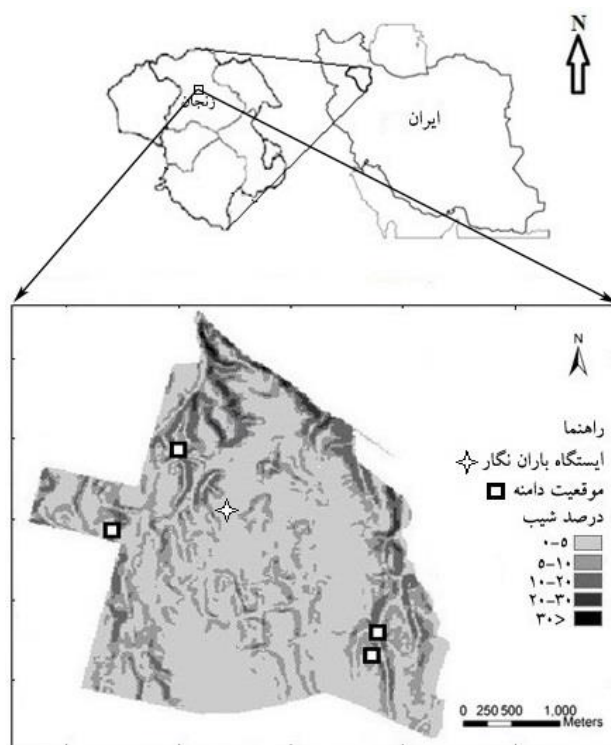 N
زنجان
ایران
N
راهنما
ایستگاه باران نگار
موقعیت دامنه
درصد شیب
۰-۵
۵-۱۰
۱۰-۲۰
۲۰-۳۰
۳۰<
0 250 500 1,000
Meters